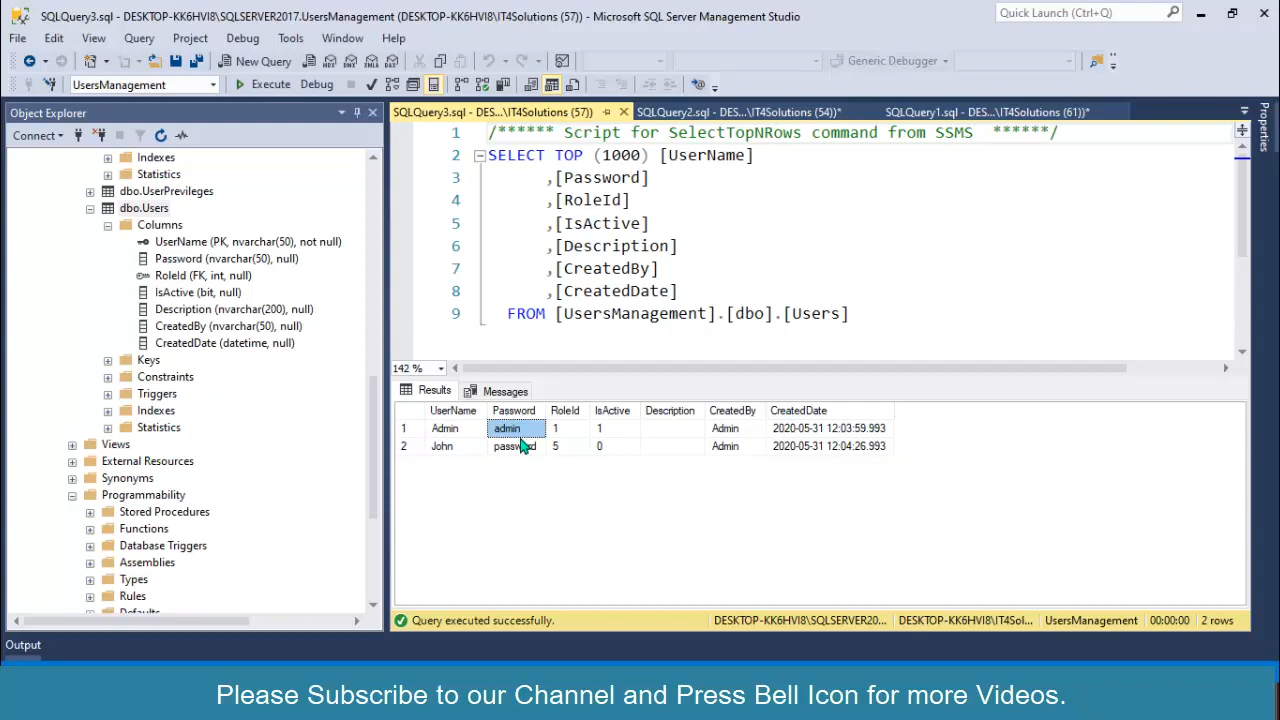 SQLQuery3.sql - DESKTOP-KK6HVI8\SQLSERVER2017.UsersManagement (DESKTOP-KK6HVI8\IT4Solutions (57)) - Microsoft SQL Server Management Studio
Quick Launch (Ctrl+Q)
File Edit View Query Project Debug Tools Window Help
New Query
Generic Debugger
UsersManagement
Execute Debug
Object Explorer
Connect
Indexes
Statistics
dbo.UserPrevileges
dbo.Users
Columns
UserName (PK, nvarchar(50), not null)
Password (nvarchar(50), null)
RoleId (FK, int, null)
IsActive (bit, null)
Description (nvarchar(200), null)
CreatedBy (nvarchar(50), null)
CreatedDate (datetime, null)
Keys
Constraints
Triggers
Indexes
Statistics
Views
External Resources
Synonyms
Programmability
Stored Procedures
Functions
Database Triggers
Assemblies
Types
Rules
Defaults
SQLQuery3.sql - DES...\IT4Solutions (57)) SQLQuery2.sql - DES...\IT4Solutions (54))* SQLQuery1.sql - DES...\IT4Solutions (61))*
1 /****** Script for SelectTopNRows command from SSMS ******/
2 SELECT TOP (1000) [UserName]
3 ,[Password]
4 ,[RoleId]
5 ,[IsActive]
6 ,[Description]
7 ,[CreatedBy]
8 ,[CreatedDate]
9 FROM [UsersManagement].[dbo].[Users]
142 %
Results Messages
UserName Password RoleId IsActive Description CreatedBy CreatedDate
1 Admin admin 1 1 Admin 2020-05-31 12:03:59.993
2 John password 5 0 Admin 2020-05-31 12:04:26.993
Query executed successfully. DESKTOP-KK6HVI8\SQLSERVER20... DESKTOP-KK6HVI8\IT4Sol... UsersManagement 00:00:00 2 rows
Properties
Output
Please Subscribe to our Channel and Press Bell Icon for more Videos.